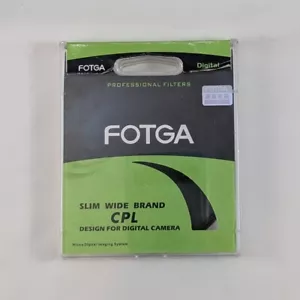 FOTGA
Digital
PROFESSIONAL FILTERS
FOTGA
SLIM WIDE BRAND
CPL
DESIGN FOR DIGITAL CAMERA